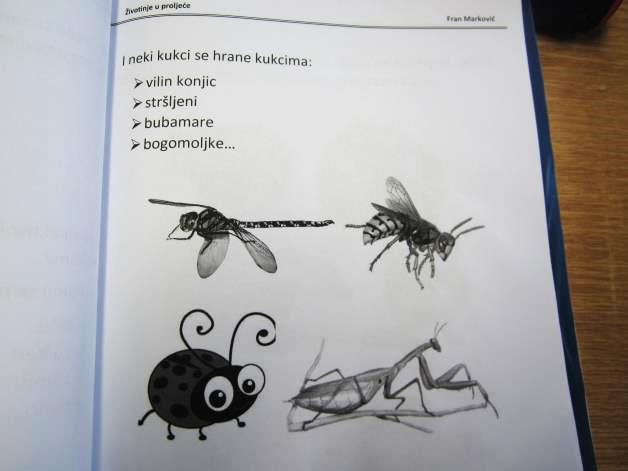 Životinje u proljeće
Fran Marković
I neki kukci se hrane kukcima:
➢ vilin konjic
➢ stršljeni
➢ bubamare
➢ bogomoljke...